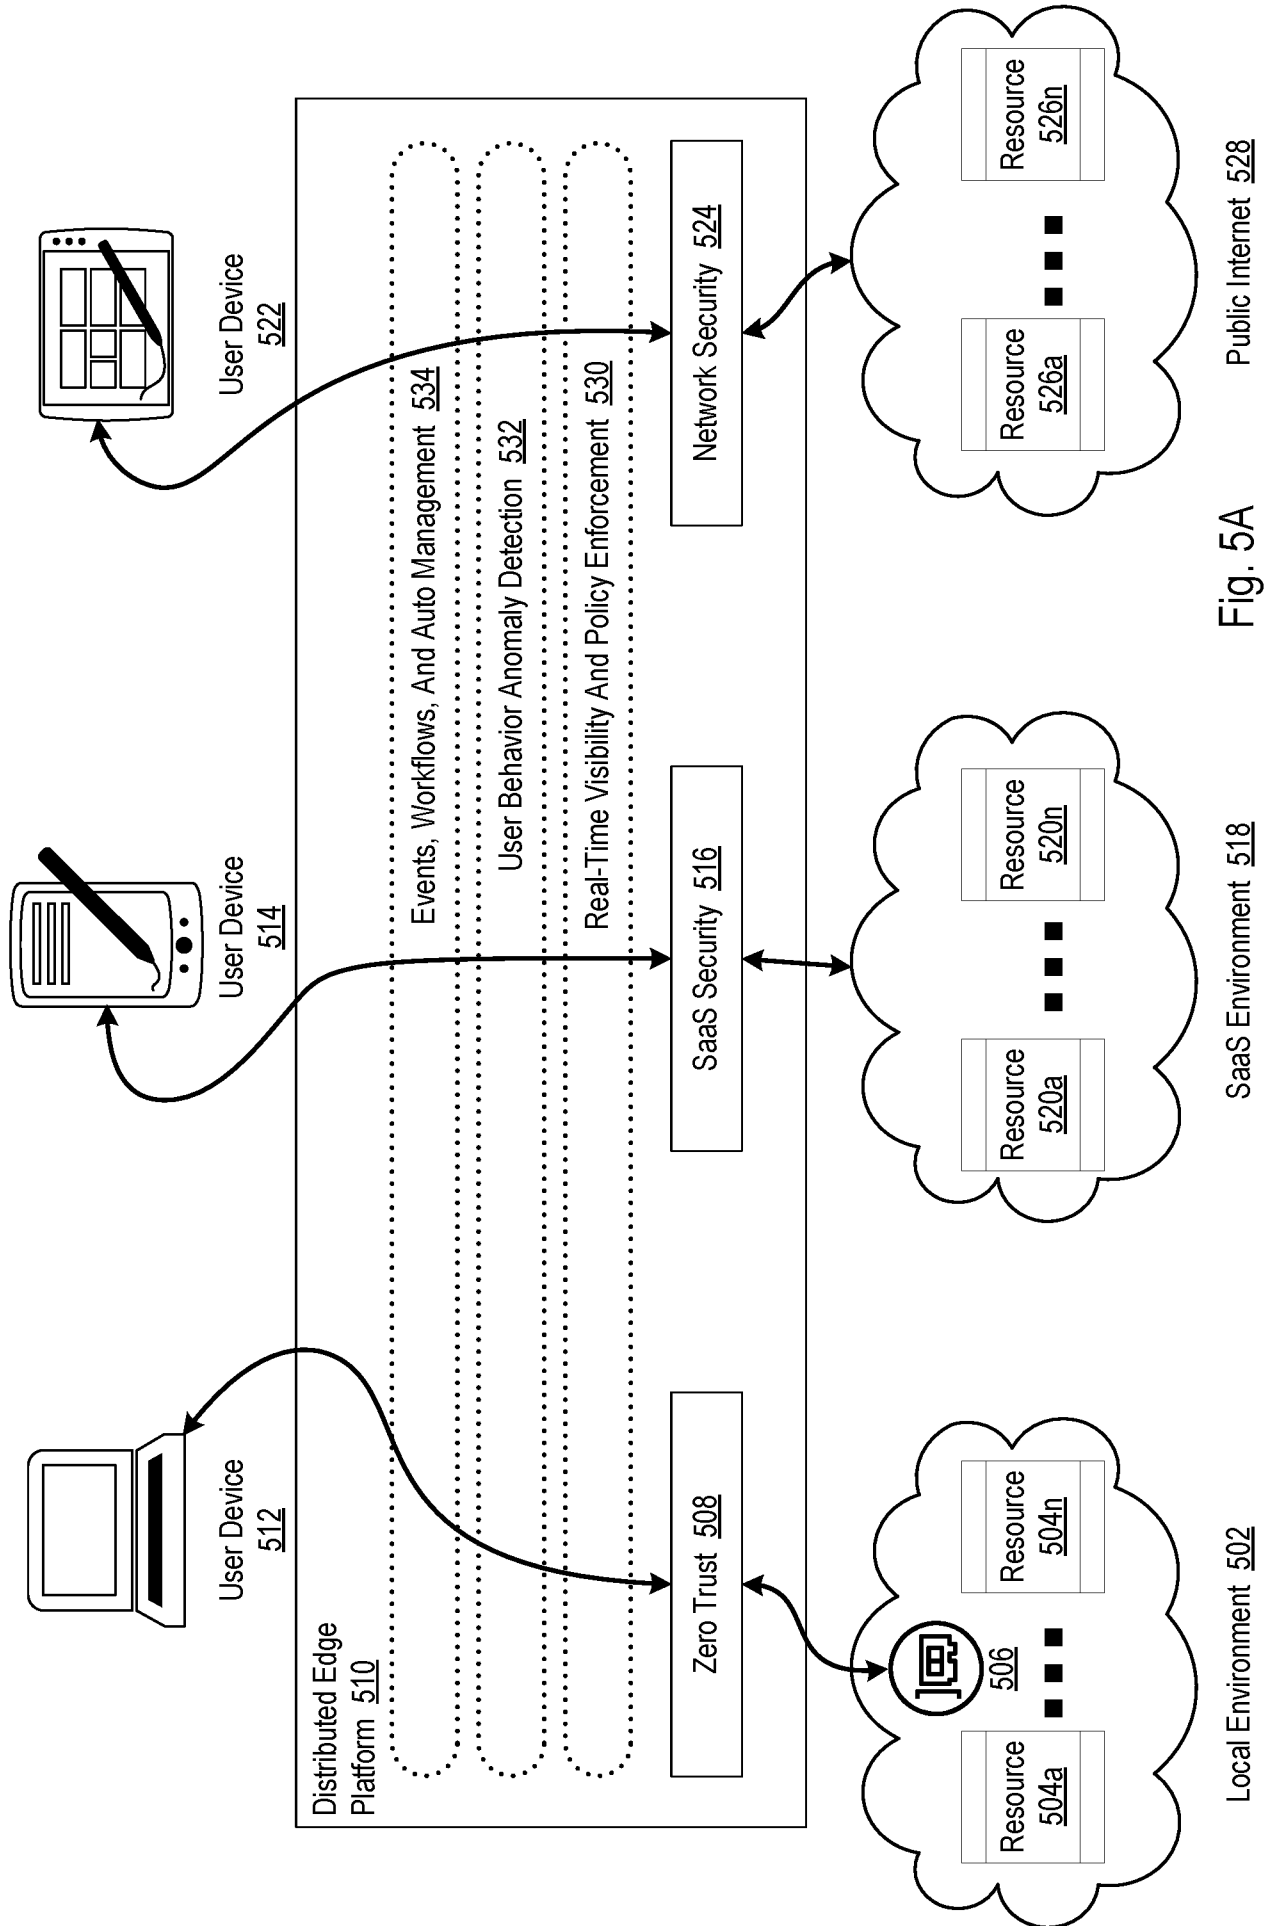 User Device
512
User Device
514
User Device
522
Distributed Edge
Platform 510
Events, Workflows, And Auto Management 534
User Behavior Anomaly Detection 532
Real-Time Visibility And Policy Enforcement 530
Zero Trust 508
SaaS Security 516
Network Security 524
506
Resource
504a
Resource
504n
Resource
520a
Resource
520n
Resource
526a
Resource
526n
Local Environment 502
SaaS Environment 518
Public Internet 528
Fig. 5A